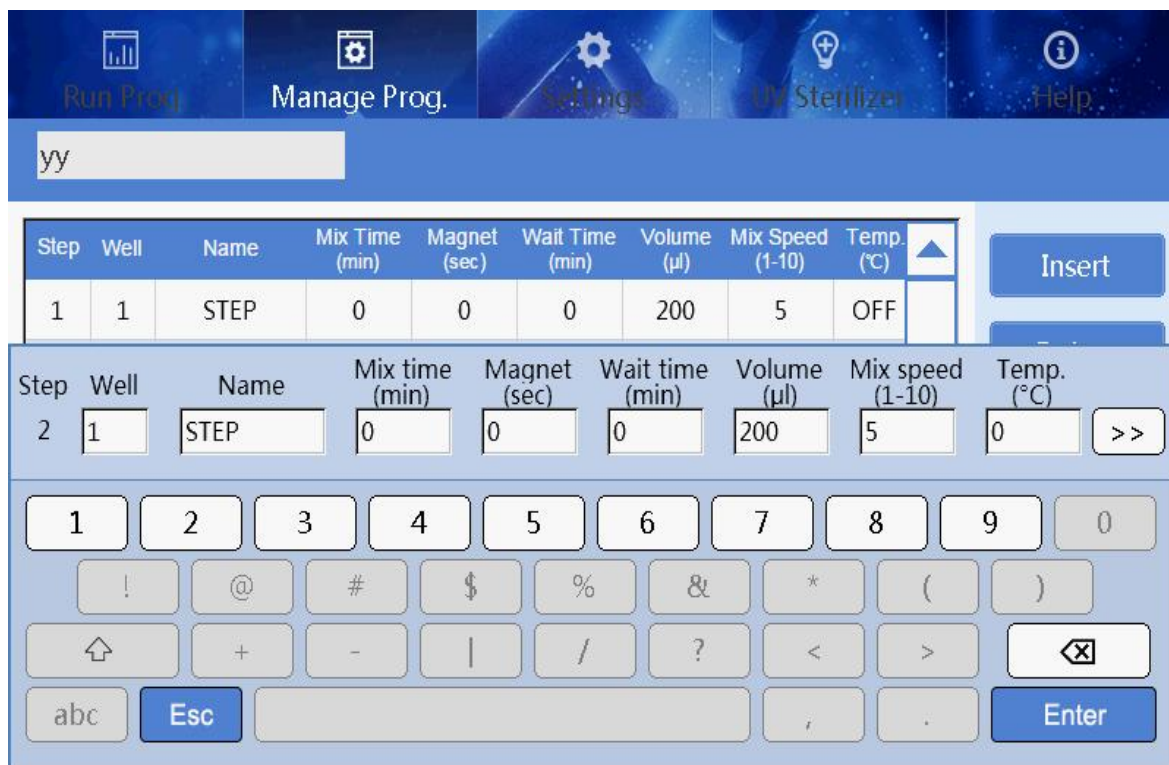 Run Prog. Manage Prog. Settings UV Sterilizer Help
yy
Step Well Name Mix Time Magnet Wait Time Volume Mix Speed Temp.
(min) (sec) (min) (µl) (1-10) (℃)
Insert
1 1 STEP 0 0 0 200 5 OFF
Step Well Name Mix time Magnet Wait time Volume Mix speed Temp.
(min) (sec) (min) (µl) (1-10) (°C)
2 1 STEP 0 0 0 200 5 0 >>
1 2 3 4 5 6 7 8 9 0
! @ # $ % & * ( )
+ - | / ? < >
abc Esc , . Enter